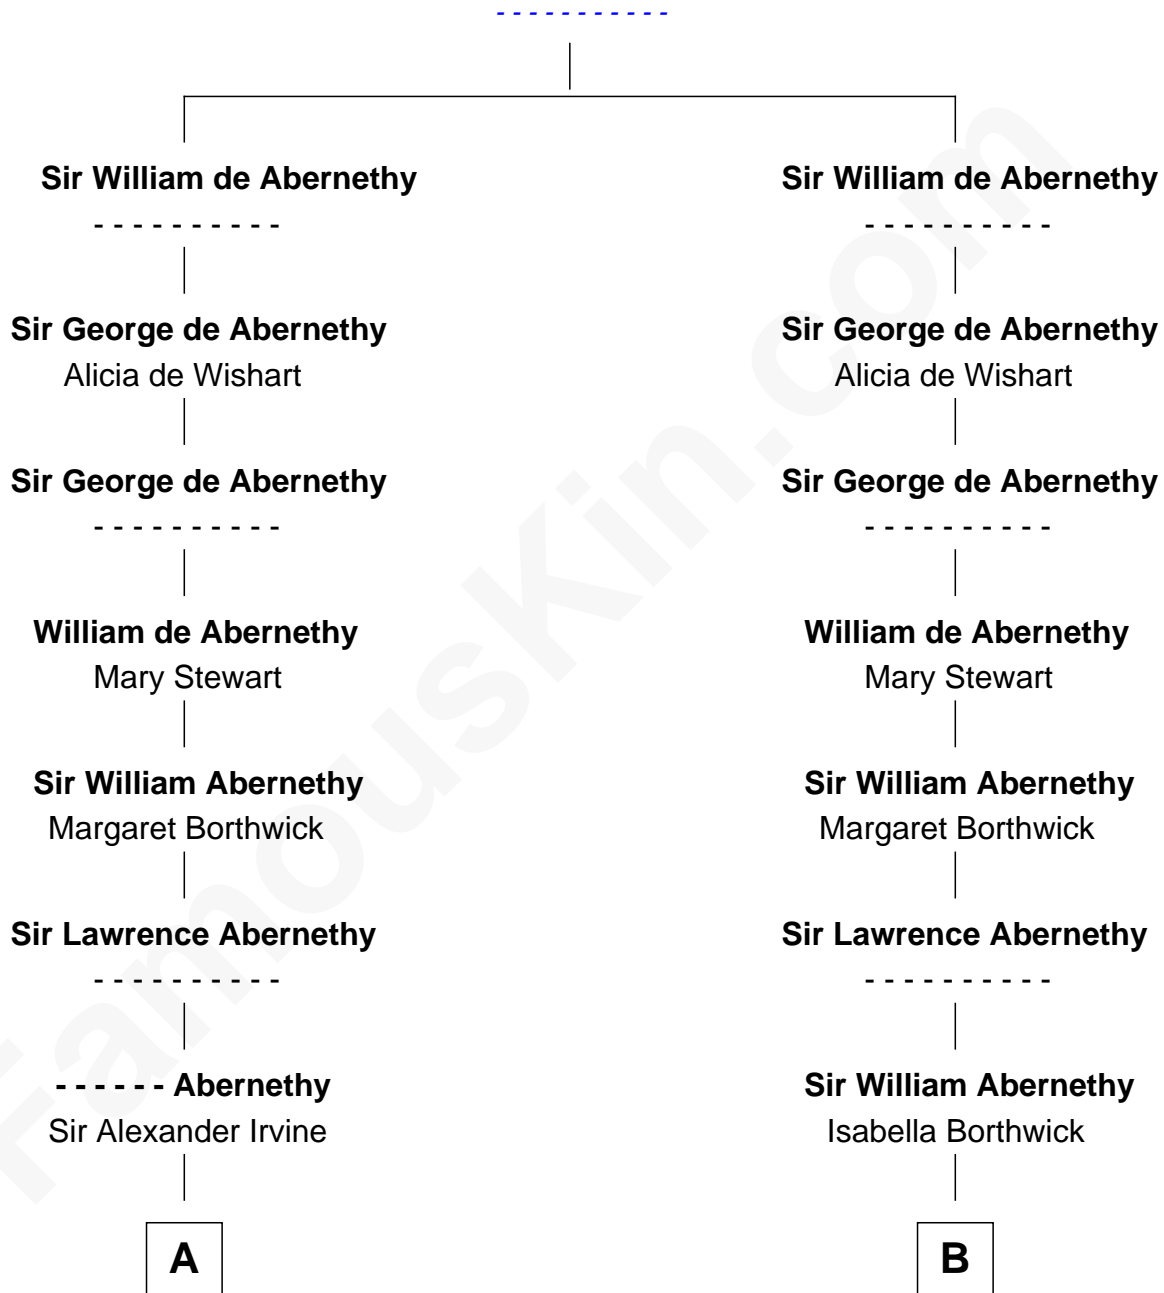 - - - - - - - - - - -
Sir William de Abernethy Sir William de Abernethy
- - - - - - - - - - - - - - - - - - - -
Sir George de Abernethy Sir George de Abernethy
Alicia de Wishart Alicia de Wishart
Sir George de Abernethy Sir George de Abernethy
- - - - - - - - - - - - - - - - - - - -
William de Abernethy William de Abernethy
Mary Stewart Mary Stewart
Sir William Abernethy Sir William Abernethy
Margaret Borthwick Margaret Borthwick
Sir Lawrence Abernethy Sir Lawrence Abernethy
- - - - - - - - - - - - - - - - - - - -
- - - - - - Abernethy Sir William Abernethy
Sir Alexander Irvine Isabella Borthwick
A B
FamousKin.com